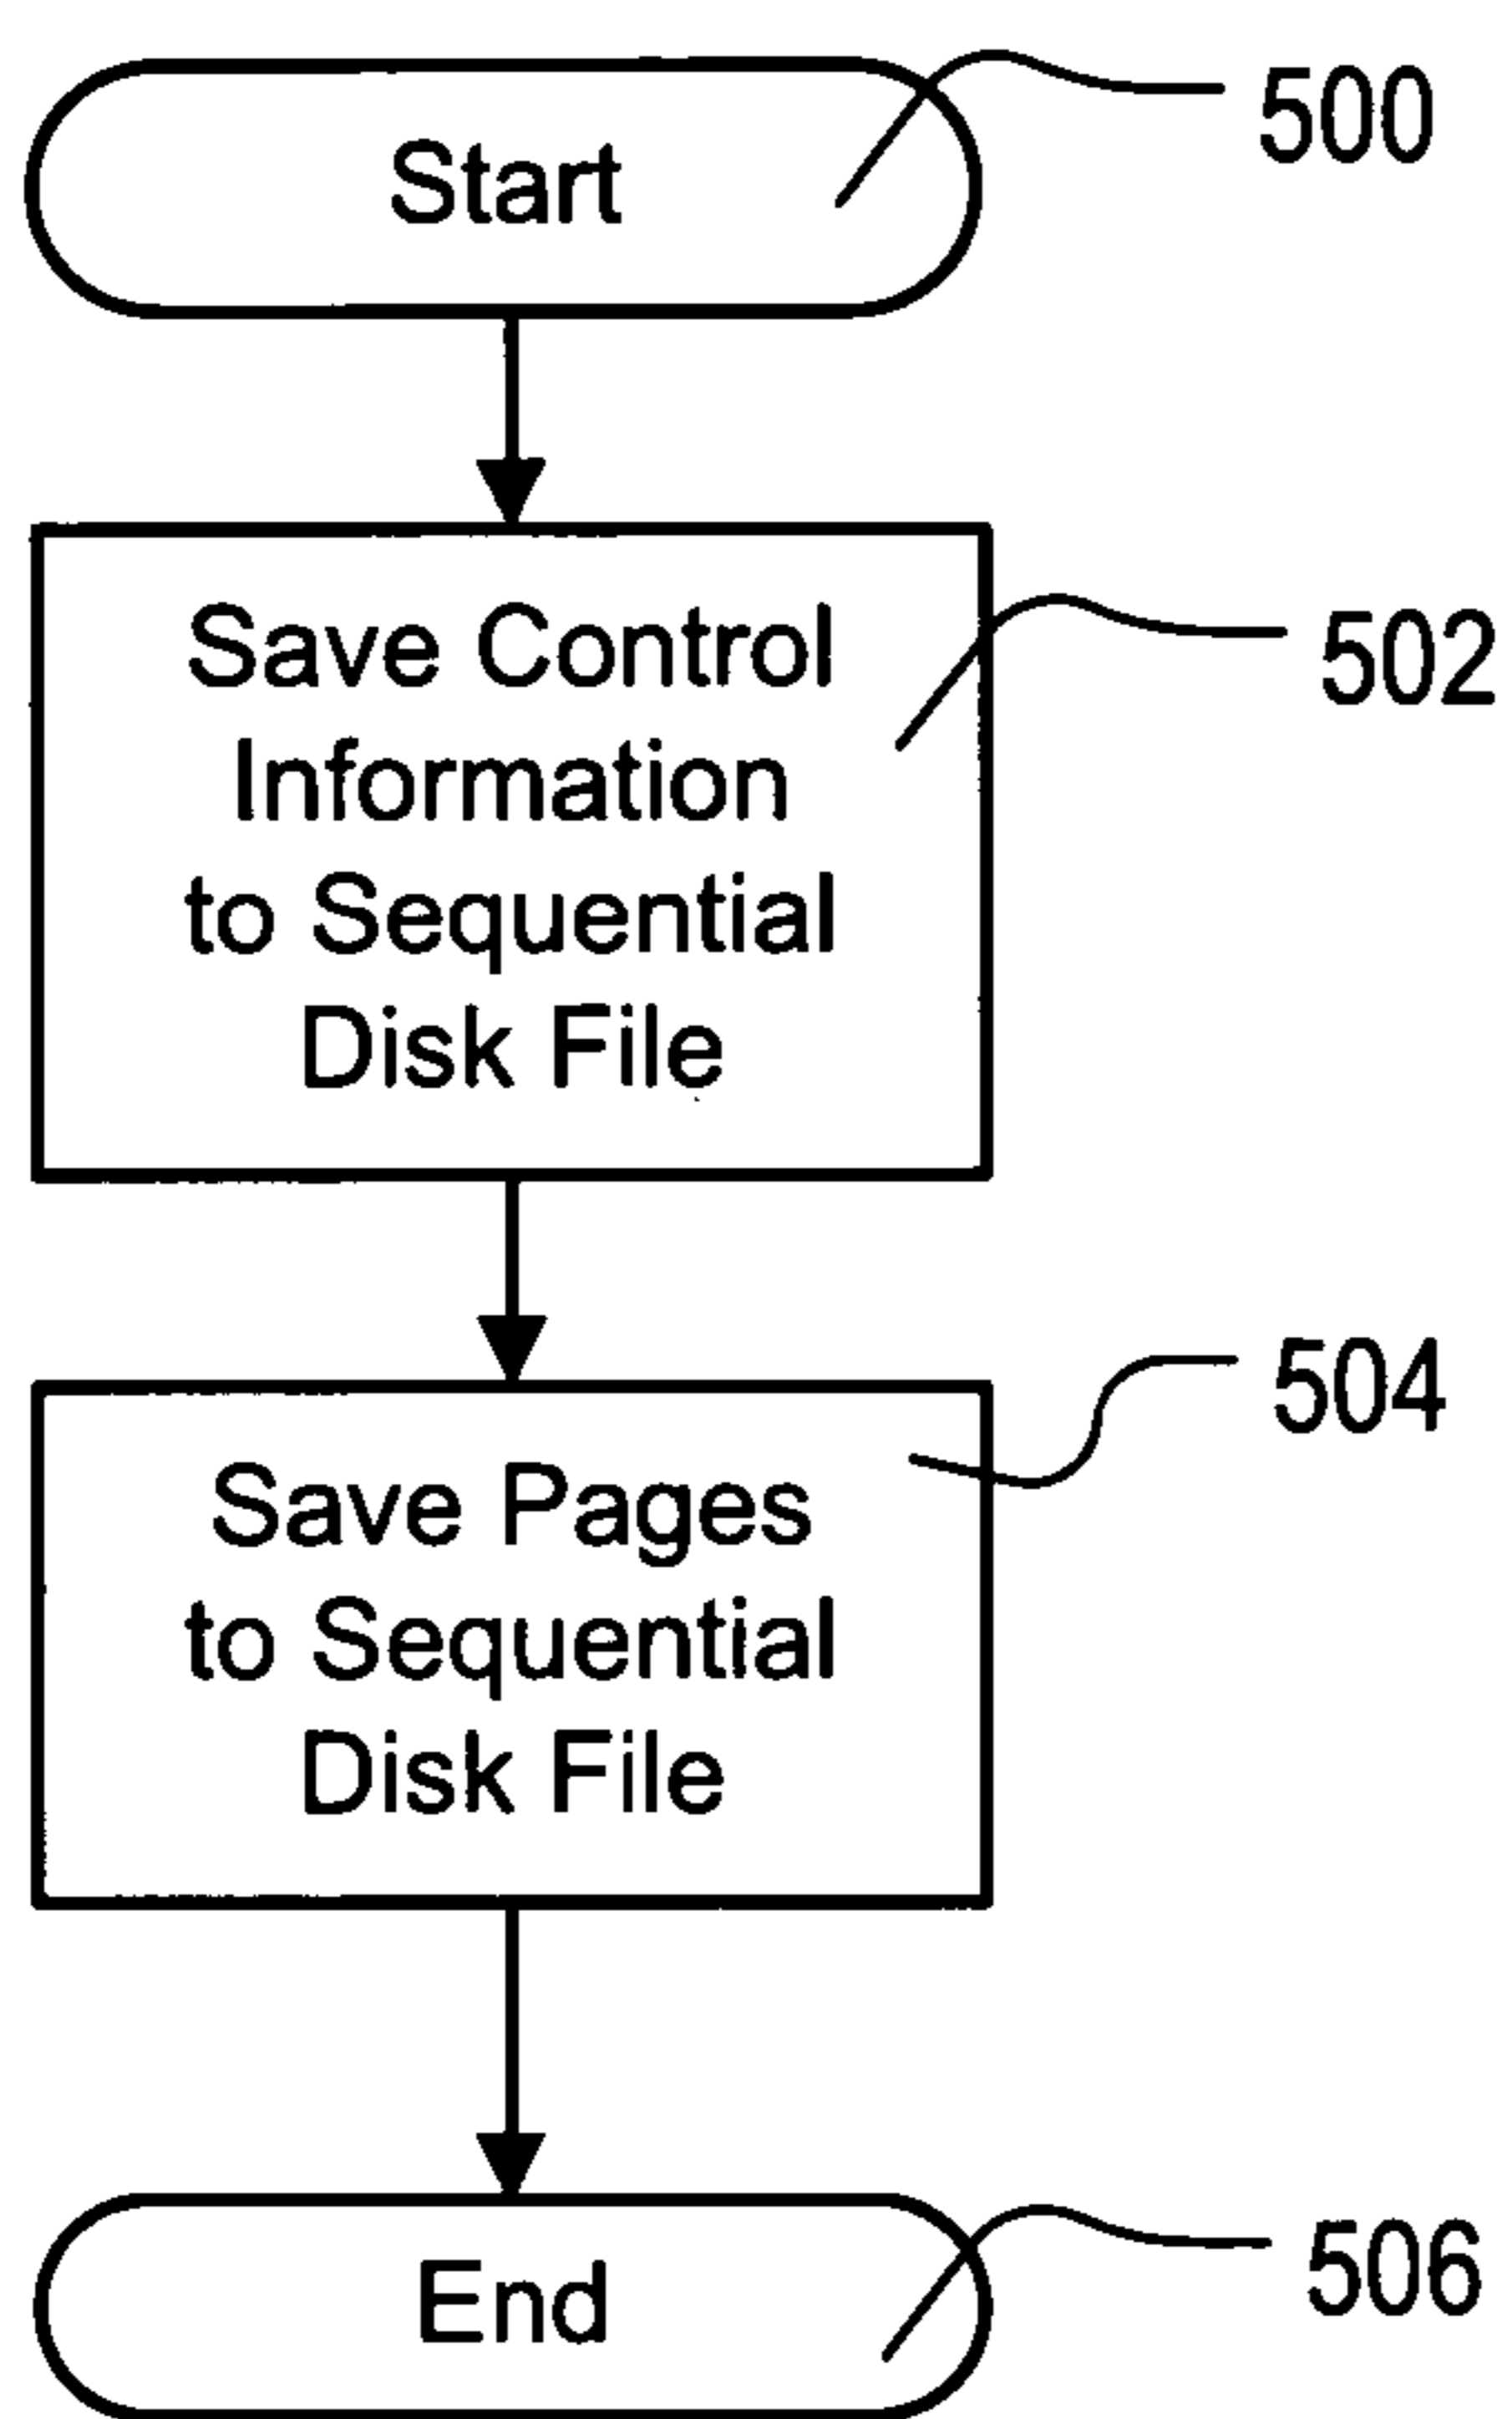 Start
500
Save Control
502
Information
to Sequential
Disk File
504
Save Pages
to Sequential
Disk File
End
506